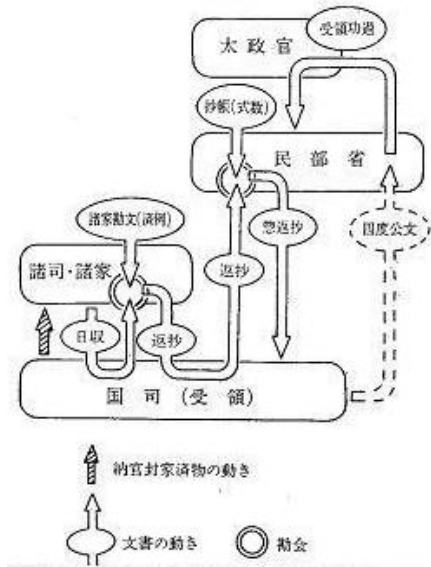 太政官
受領功過
抄帳(式数)
民部省
諸家勘文(済例)
惣返抄
四度公文
諸司・諸家
返抄
日収
返抄
国司(受領)
納官封家済物の動き
文書の動き
勘会